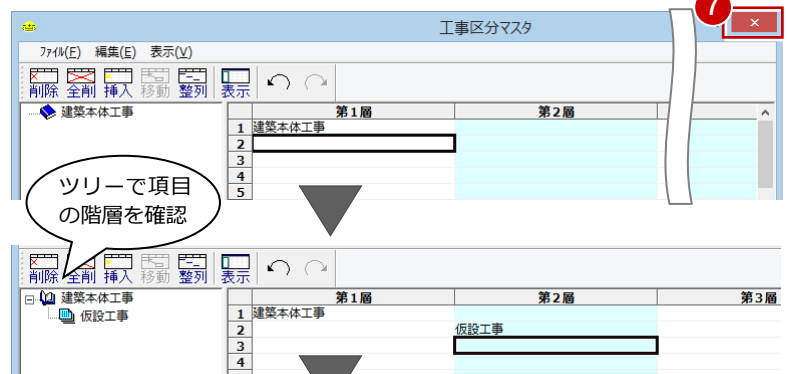 7
工事区分マスタ
×
ファイル(F) 編集(E) 表示(V)
削除 全削 挿入 移動 整列 表示
建築本体工事
第1層 第2層
1 建築本体工事
2
3
4
5
ツリーで項目
の階層を確認
削除 全削 挿入 移動 整列 表示
建築本体工事
仮設工事
第1層 第2層 第3層
1 建築本体工事
2 仮設工事
3
4